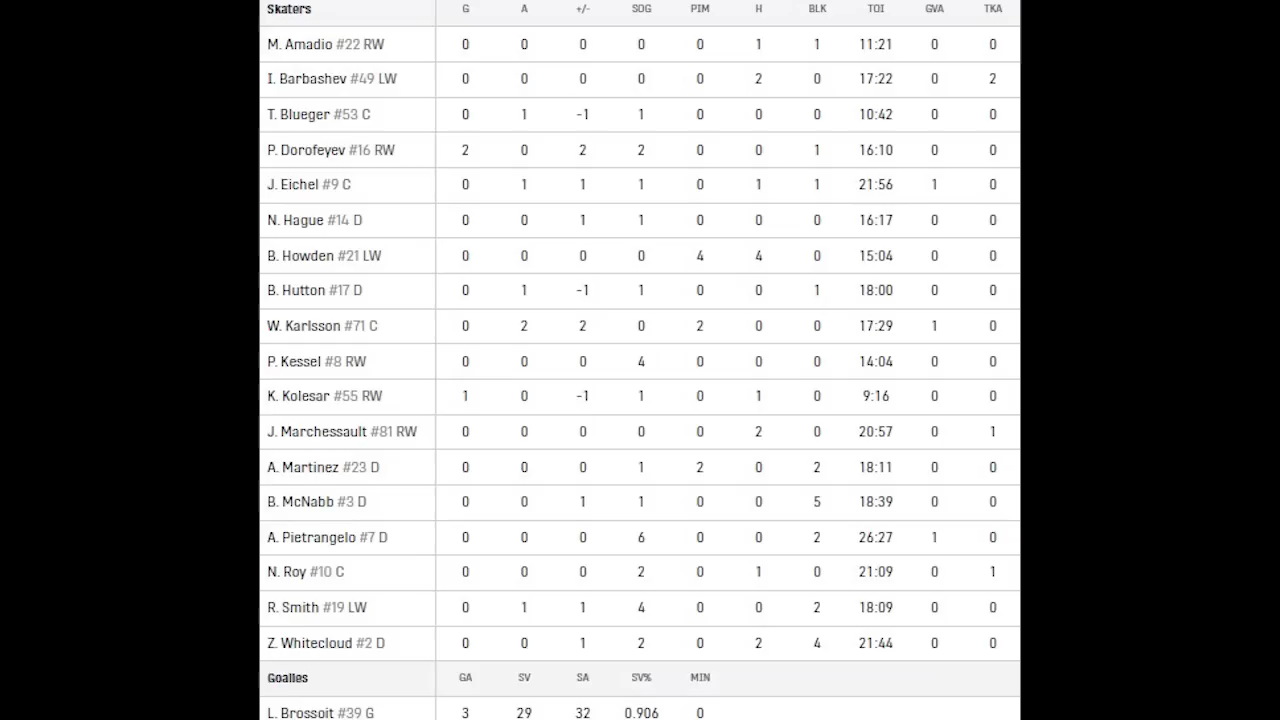 Skaters G A +/- SOG PIM H BLK TOI GVA TKA
M. Amadio #22 RW 0 0 0 0 0 1 1 11:21 0 0
I. Barbashev #49 LW 0 0 0 0 0 2 0 17:22 0 2
T. Blueger #53 C 0 1 -1 1 0 0 0 10:42 0 0
P. Dorofeyev #16 RW 2 0 2 2 0 0 1 16:10 0 0
J. Eichel #9 C 0 1 1 1 0 1 1 21:56 1 0
N. Hague #14 D 0 0 1 1 0 0 0 16:17 0 0
B. Howden #21 LW 0 0 0 0 4 4 0 15:04 0 0
B. Hutton #17 D 0 1 -1 1 0 0 1 18:00 0 0
W. Karlsson #71 C 0 2 2 0 2 0 0 17:29 1 0
P. Kessel #8 RW 0 0 0 4 0 0 0 14:04 0 0
K. Kolesar #55 RW 1 0 -1 1 0 1 0 9:16 0 0
J. Marchessault #81 RW 0 0 0 0 0 2 0 20:57 0 1
A. Martinez #23 D 0 0 0 1 2 0 2 18:11 0 0
B. McNabb #3 D 0 0 1 1 0 0 5 18:39 0 0
A. Pietrangelo #7 D 0 0 0 6 0 0 2 26:27 1 0
N. Roy #10 C 0 0 0 2 0 1 0 21:09 0 1
R. Smith #19 LW 0 1 1 4 0 0 2 18:09 0 0
Z. Whitecloud #2 D 0 0 1 2 0 2 4 21:44 0 0
Goalies GA SV SA SV% MIN
L. Brossoit #39 G 3 29 32 0.906 0